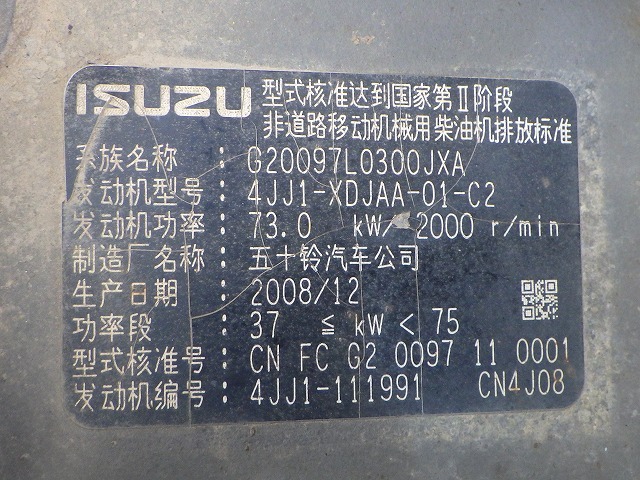 ISUZU 型式核准达到国家第Ⅱ阶段
非道路移动机械用柴油机排放标准
系族名称：G20097L0300JXA
发动机型号：4JJ1-XDJAA-01-C2
发动机功率：73.0 kW/ 2000 r/min
制造厂名称：五十铃汽车公司
生产日期：2008/12
功率段：37 ≦ kW < 75
型式核准号：CN FC G2 0097 11 0001
发动机编号：4JJ1-111991 CN4J08